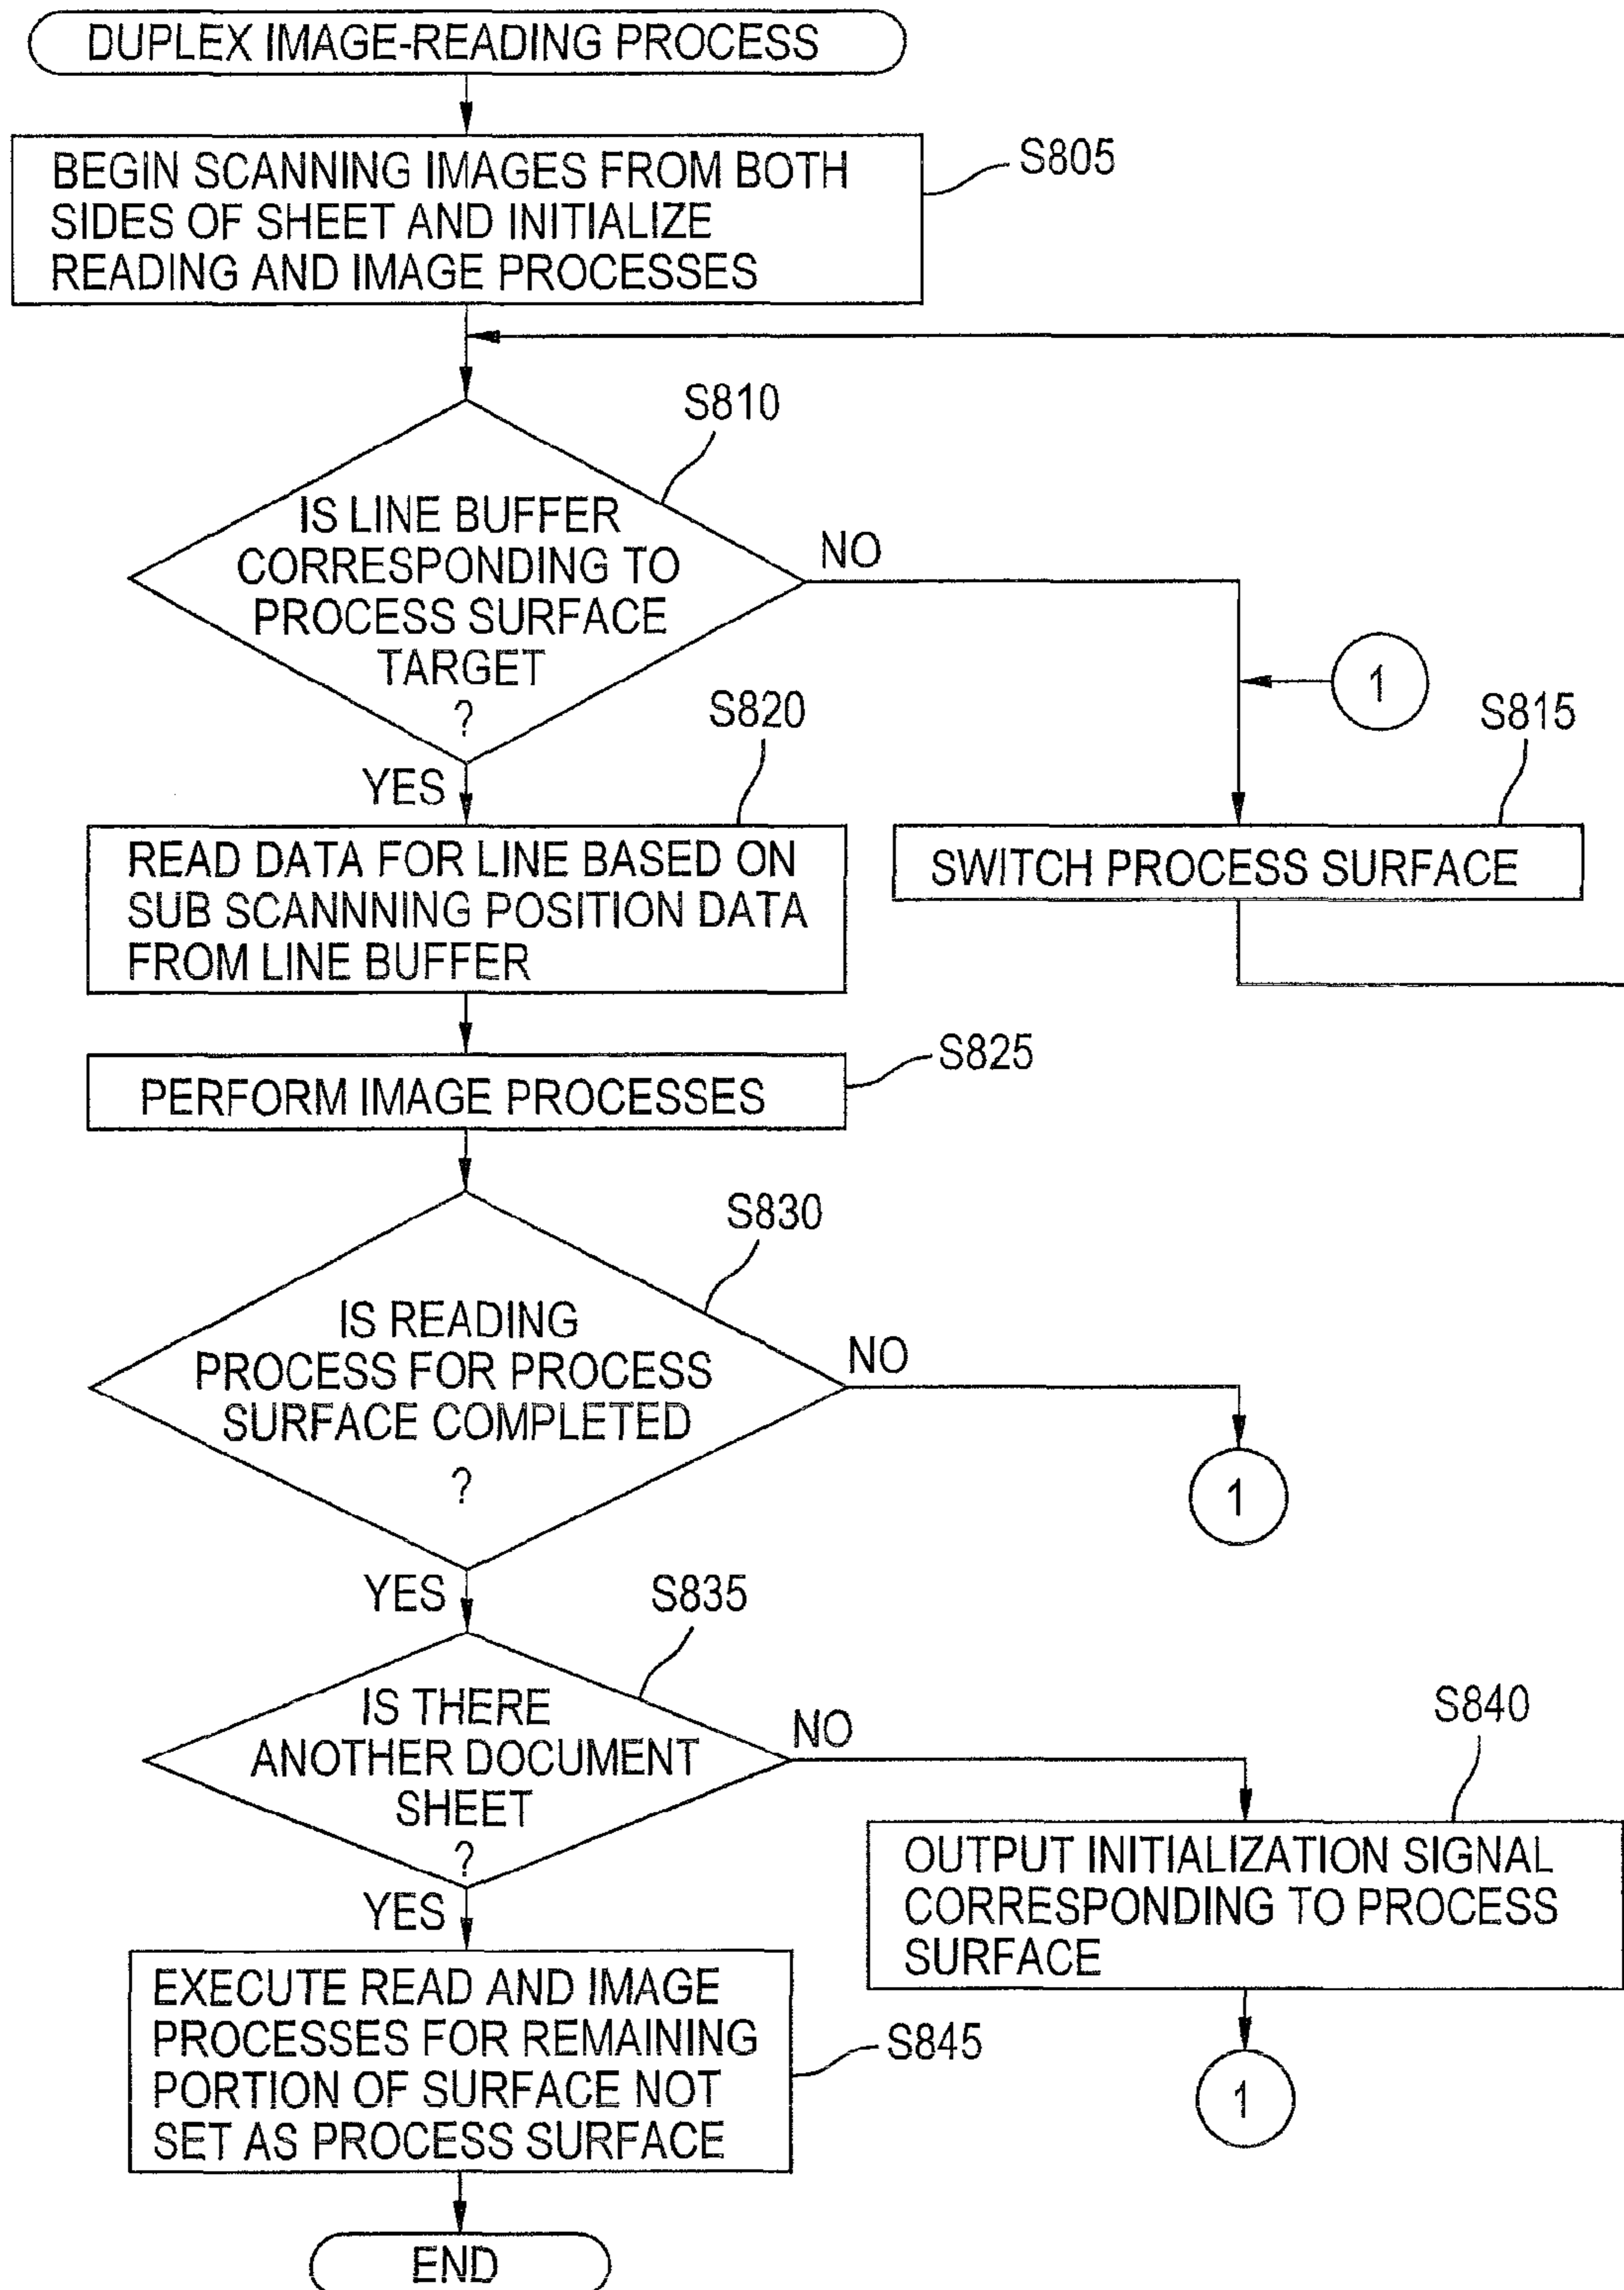 DUPLEX IMAGE-READING PROCESS
BEGIN SCANNING IMAGES FROM BOTH
SIDES OF SHEET AND INITIALIZE
READING AND IMAGE PROCESSES
S805
S810
IS LINE BUFFER
CORRESPONDING TO
PROCESS SURFACE
TARGET
?
NO
1
YES
S820
S815
READ DATA FOR LINE BASED ON
SUB SCANNNING POSITION DATA
FROM LINE BUFFER
SWITCH PROCESS SURFACE
S825
PERFORM IMAGE PROCESSES
S830
IS READING
PROCESS FOR PROCESS
SURFACE COMPLETED
?
NO
1
YES
S835
IS THERE
ANOTHER DOCUMENT
SHEET
?
NO
S840
YES
OUTPUT INITIALIZATION SIGNAL
CORRESPONDING TO PROCESS
SURFACE
1
EXECUTE READ AND IMAGE
PROCESSES FOR REMAINING
PORTION OF SURFACE NOT
SET AS PROCESS SURFACE
S845
END